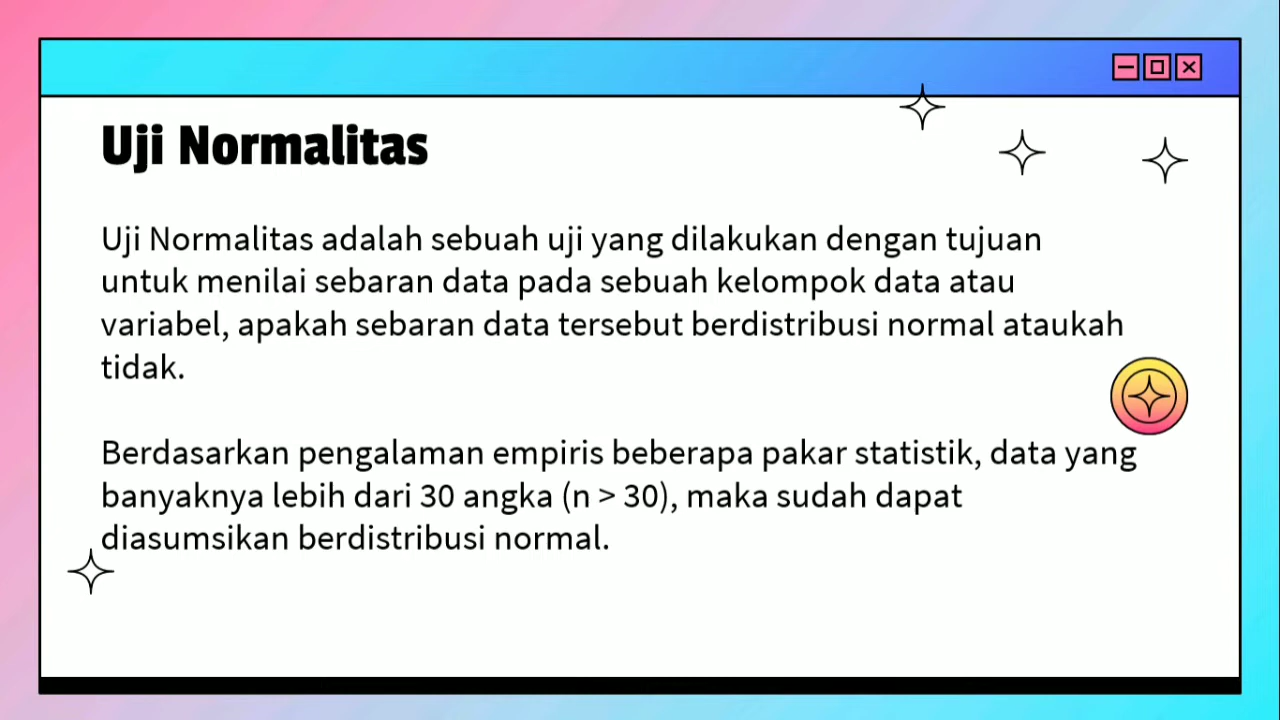 Uji Normalitas
Uji Normalitas adalah sebuah uji yang dilakukan dengan tujuan
untuk menilai sebaran data pada sebuah kelompok data atau
variabel, apakah sebaran data tersebut berdistribusi normal ataukah
tidak.
Berdasarkan pengalaman empiris beberapa pakar statistik, data yang
banyaknya lebih dari 30 angka (n > 30), maka sudah dapat
diasumsikan berdistribusi normal.